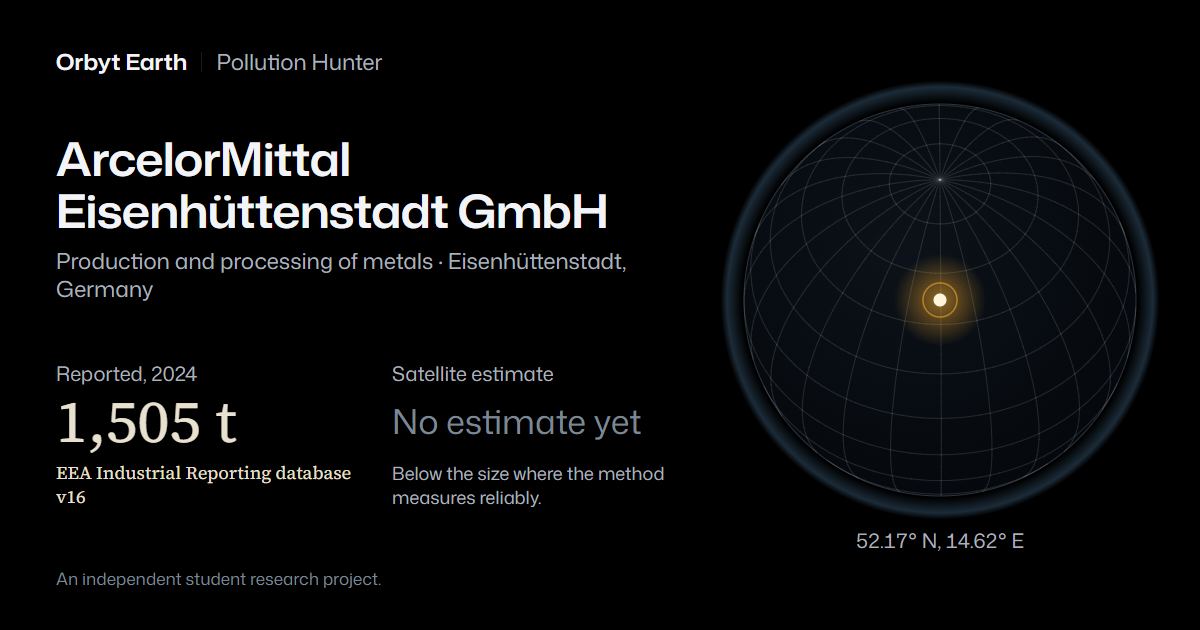 Orbyt Earth | Pollution Hunter
ArcelorMittal
Eisenhüttenstadt GmbH
Production and processing of metals · Eisenhüttenstadt,
Germany
Reported, 2024
1,505 t
EEA Industrial Reporting database
v16
Satellite estimate
No estimate yet
Below the size where the method
measures reliably.
52.17° N, 14.62° E
An independent student research project.